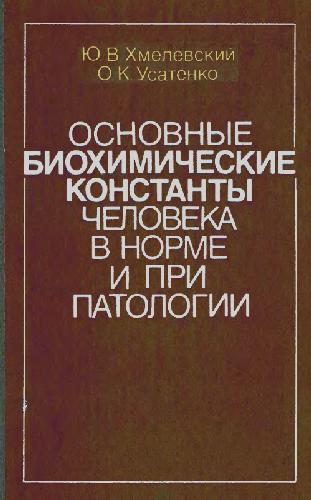 Ю. В. Хмелевский
О. К. Усатенко
ОСНОВНЫЕ
БИОХИМИЧЕСКИЕ
КОНСТАНТЫ
ЧЕЛОВЕКА
В НОРМЕ
И ПРИ
ПАТОЛОГИИ